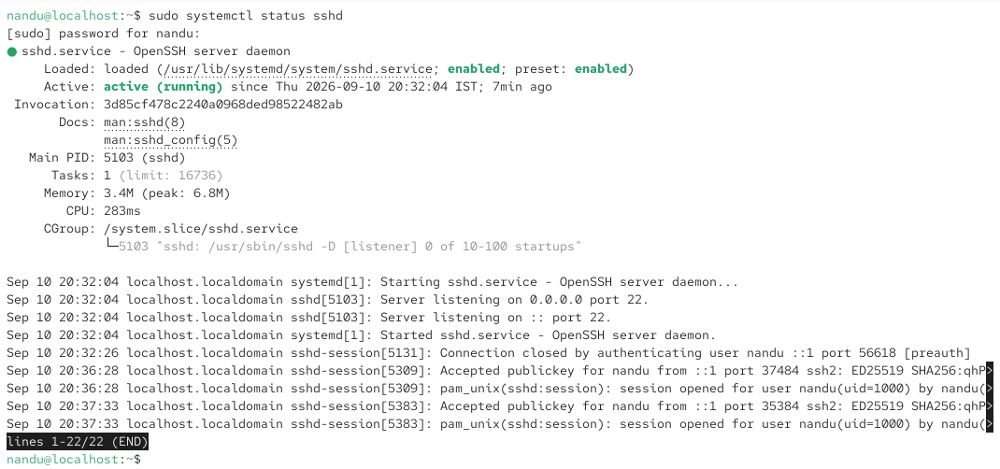 nandu@localhost:~$ sudo systemctl status sshd
[sudo] password for nandu:
● sshd.service - OpenSSH server daemon
     Loaded: loaded (/usr/lib/systemd/system/sshd.service; enabled; preset: enabled)
     Active: active (running) since Thu 2026-09-10 20:32:04 IST; 7min ago
 Invocation: 3d85cf478c2240a0968ded98522482ab
       Docs: man:sshd(8)
             man:sshd_config(5)
   Main PID: 5103 (sshd)
      Tasks: 1 (limit: 16736)
     Memory: 3.4M (peak: 6.8M)
        CPU: 283ms
     CGroup: /system.slice/sshd.service
             └─5103 "sshd: /usr/sbin/sshd -D [listener] 0 of 10-100 startups"

Sep 10 20:32:04 localhost.localdomain systemd[1]: Starting sshd.service - OpenSSH server daemon...
Sep 10 20:32:04 localhost.localdomain sshd[5103]: Server listening on 0.0.0.0 port 22.
Sep 10 20:32:04 localhost.localdomain sshd[5103]: Server listening on :: port 22.
Sep 10 20:32:04 localhost.localdomain systemd[1]: Started sshd.service - OpenSSH server daemon.
Sep 10 20:32:26 localhost.localdomain sshd-session[5131]: Connection closed by authenticating user nandu ::1 port 56618 [preauth]
Sep 10 20:36:28 localhost.localdomain sshd-session[5309]: Accepted publickey for nandu from ::1 port 37484 ssh2: ED25519 SHA256:qhP>
Sep 10 20:36:28 localhost.localdomain sshd-session[5309]: pam_unix(sshd:session): session opened for user nandu(uid=1000) by nandu(>
Sep 10 20:37:33 localhost.localdomain sshd-session[5383]: Accepted publickey for nandu from ::1 port 35384 ssh2: ED25519 SHA256:qhP>
Sep 10 20:37:33 localhost.localdomain sshd-session[5383]: pam_unix(sshd:session): session opened for user nandu(uid=1000) by nandu(>
lines 1-22/22 (END)
nandu@localhost:~$